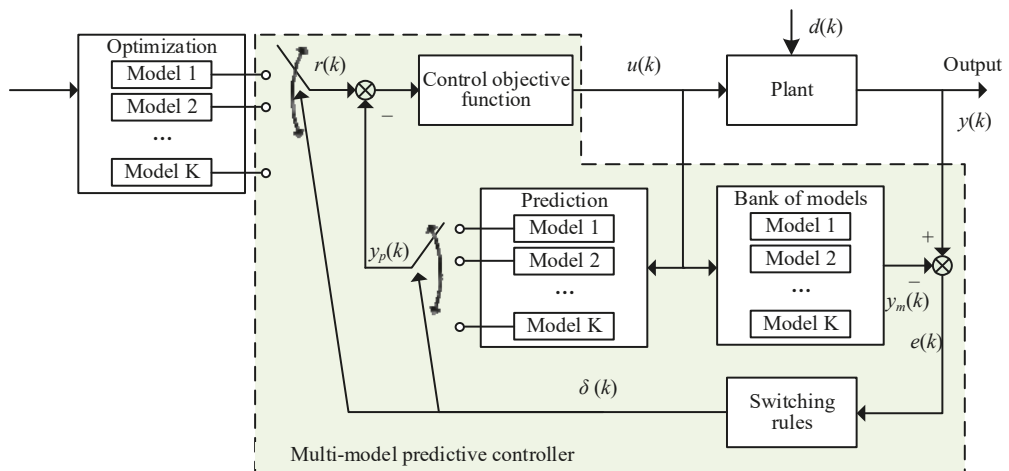 d(k)
Optimization
Model 1
Model 2
...
Model K
r(k)
−
Control objective
function
u(k)
Plant
Output
y(k)
Prediction
Model 1
Model 2
...
Model K
y_p(k)
Bank of models
Model 1
Model 2
...
Model K
+
−
y_m(k)
e(k)
δ (k)
Switching
rules
Multi-model predictive controller